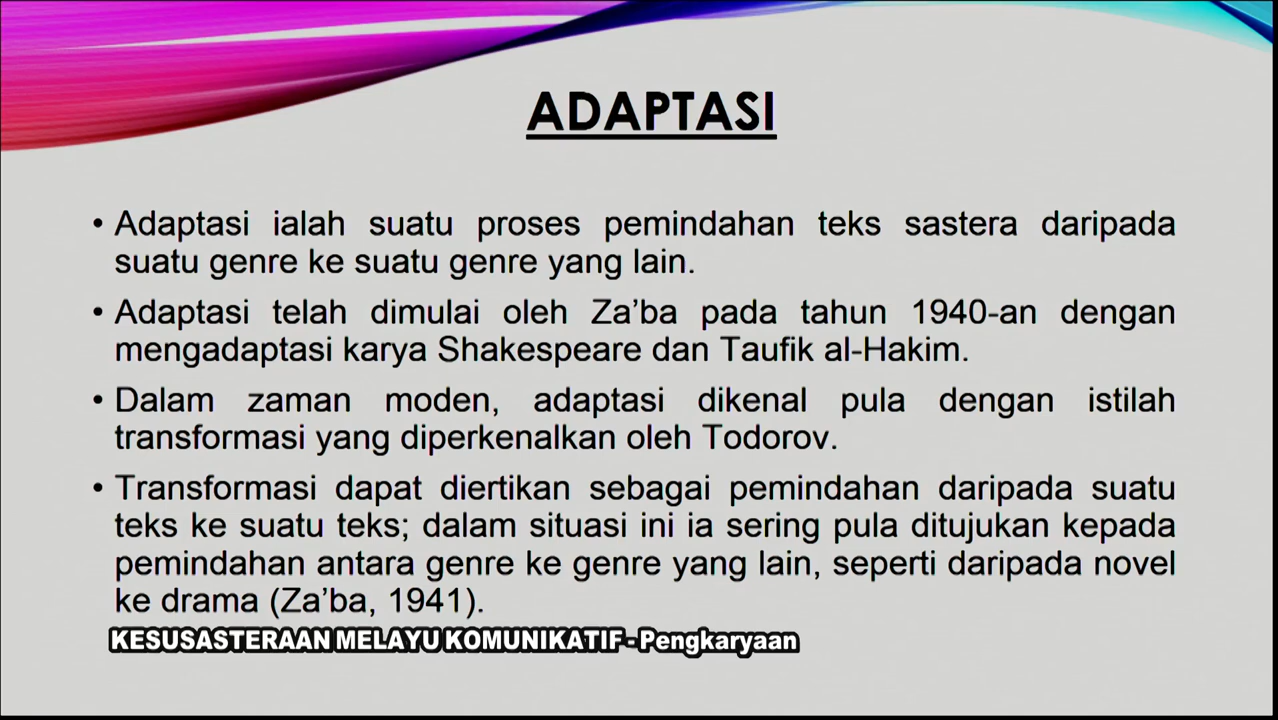 ADAPTASI
• Adaptasi ialah suatu proses pemindahan teks sastera daripada
suatu genre ke suatu genre yang lain.
• Adaptasi telah dimulai oleh Za’ba pada tahun 1940-an dengan
mengadaptasi karya Shakespeare dan Taufik al-Hakim.
• Dalam zaman moden, adaptasi dikenal pula dengan istilah
transformasi yang diperkenalkan oleh Todorov.
• Transformasi dapat diertikan sebagai pemindahan daripada suatu
teks ke suatu teks; dalam situasi ini ia sering pula ditujukan kepada
pemindahan antara genre ke genre yang lain, seperti daripada novel
ke drama (Za’ba, 1941).
KESUSASTERAAN MELAYU KOMUNIKATIF - Pengkaryaan